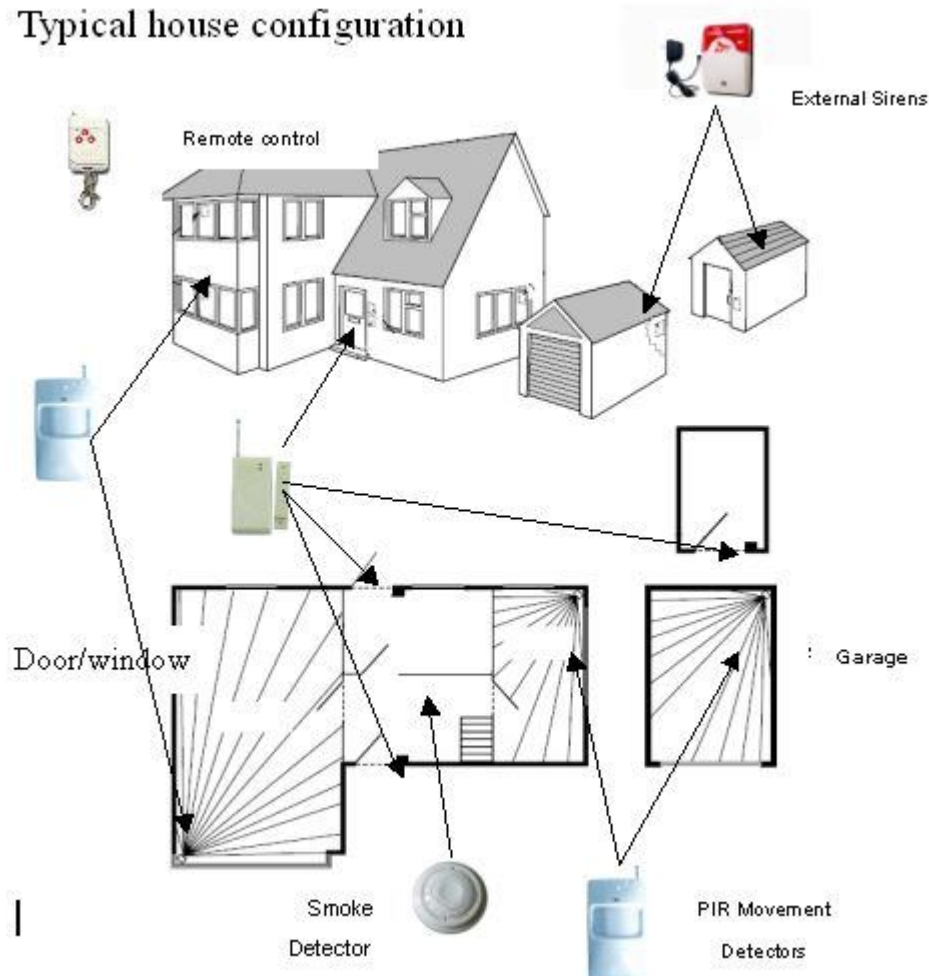 Typical house configuration
External Sirens
Remote control
Door/window
Garage
Smoke
Detector
PIR Movement
Detectors